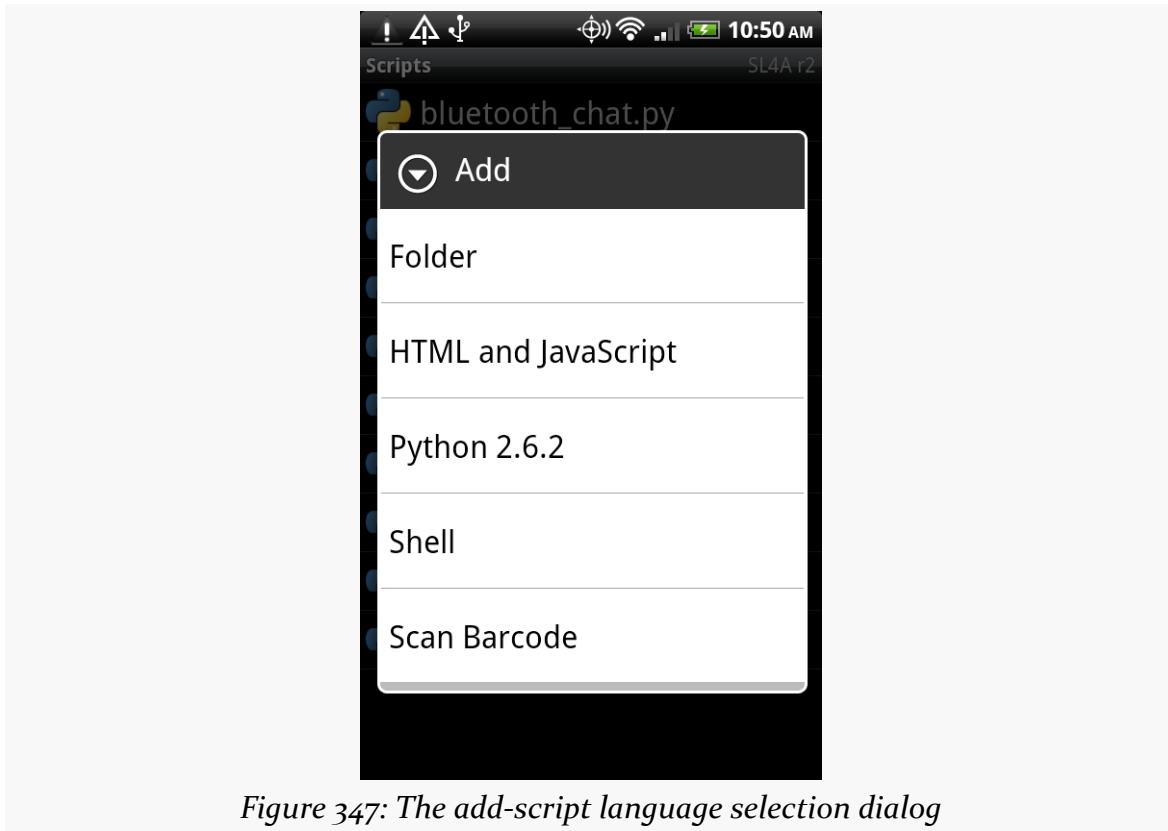 10:50 AM
Scripts SL4A r2
bluetooth_chat.py
Add
Folder
HTML and JavaScript
Python 2.6.2
Shell
Scan Barcode
Figure 347: The add-script language selection dialog